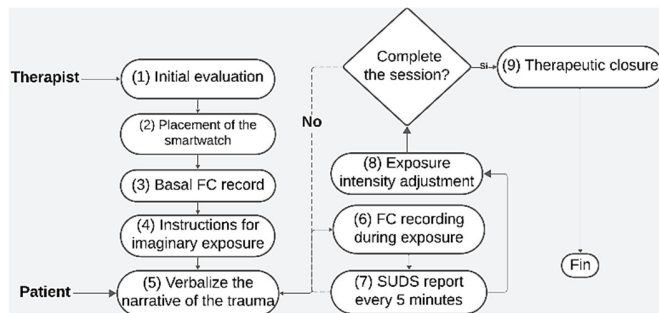 Therapist
(1) Initial evaluation
(2) Placement of the
smartwatch
(3) Basal FC record
(4) Instructions for
imaginary exposure
Patient
(5) Verbalize the
narrative of the trauma
No
(6) FC recording
during exposure
(7) SUDS report
every 5 minutes
(8) Exposure
intensity adjustment
Complete
the session?
si
(9) Therapeutic closure
Fin